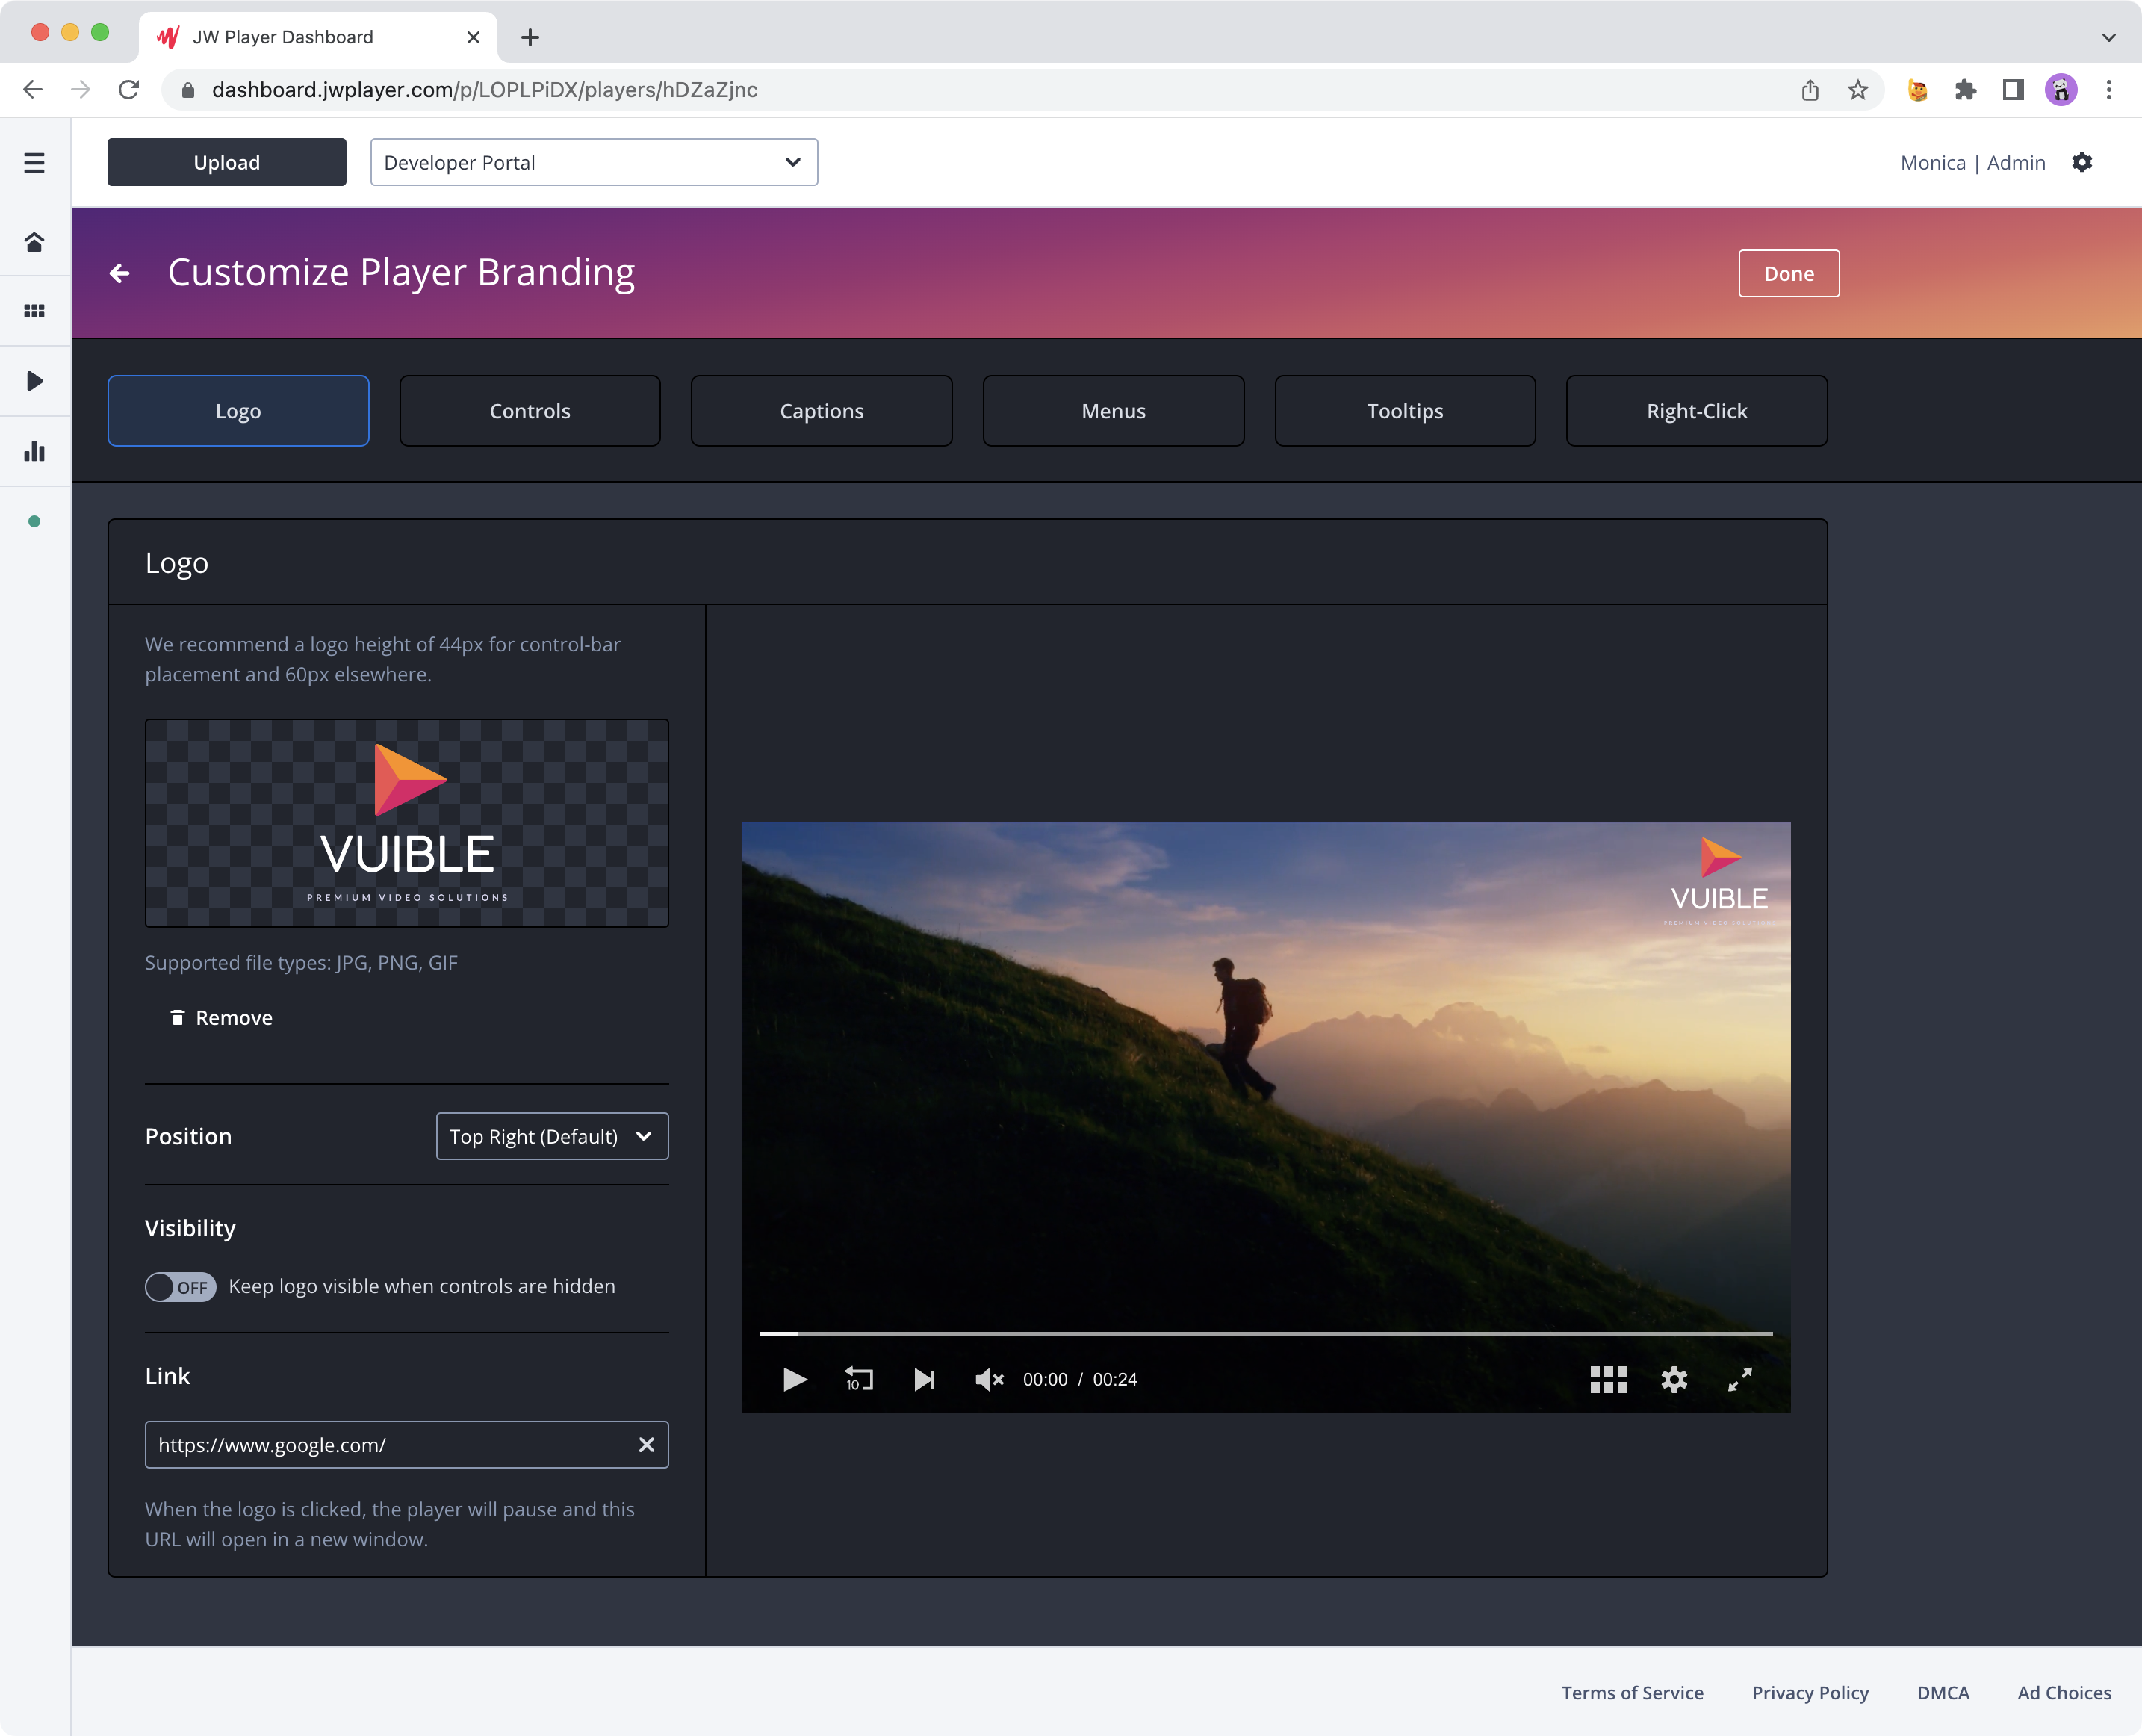 JW Player Dashboard
dashboard.jwplayer.com/p/LOPLPiDX/players/hDZaZjnc
Upload
Developer Portal
Monica | Admin
Customize Player Branding
Done
Logo
Controls
Captions
Menus
Tooltips
Right-Click
Logo
We recommend a logo height of 44px for control-bar
placement and 60px elsewhere.
VUIBLE
PREMIUM VIDEO SOLUTIONS
Supported file types: JPG, PNG, GIF
Remove
Position
Top Right (Default)
Visibility
OFF
Keep logo visible when controls are hidden
Link
https://www.google.com/
When the logo is clicked, the player will pause and this
URL will open in a new window.
VUIBLE
PREMIUM VIDEO SOLUTIONS
10
00:00 / 00:24
Terms of Service
Privacy Policy
DMCA
Ad Choices